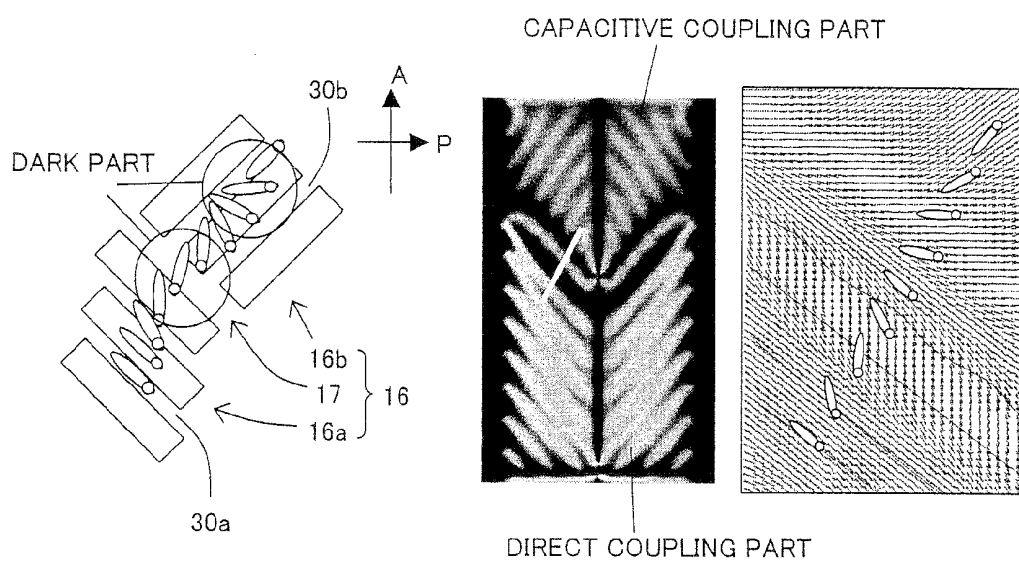 CAPACITIVE COUPLING PART
A
30b
P
DARK PART
16b
17
16
16a
30a
DIRECT COUPLING PART